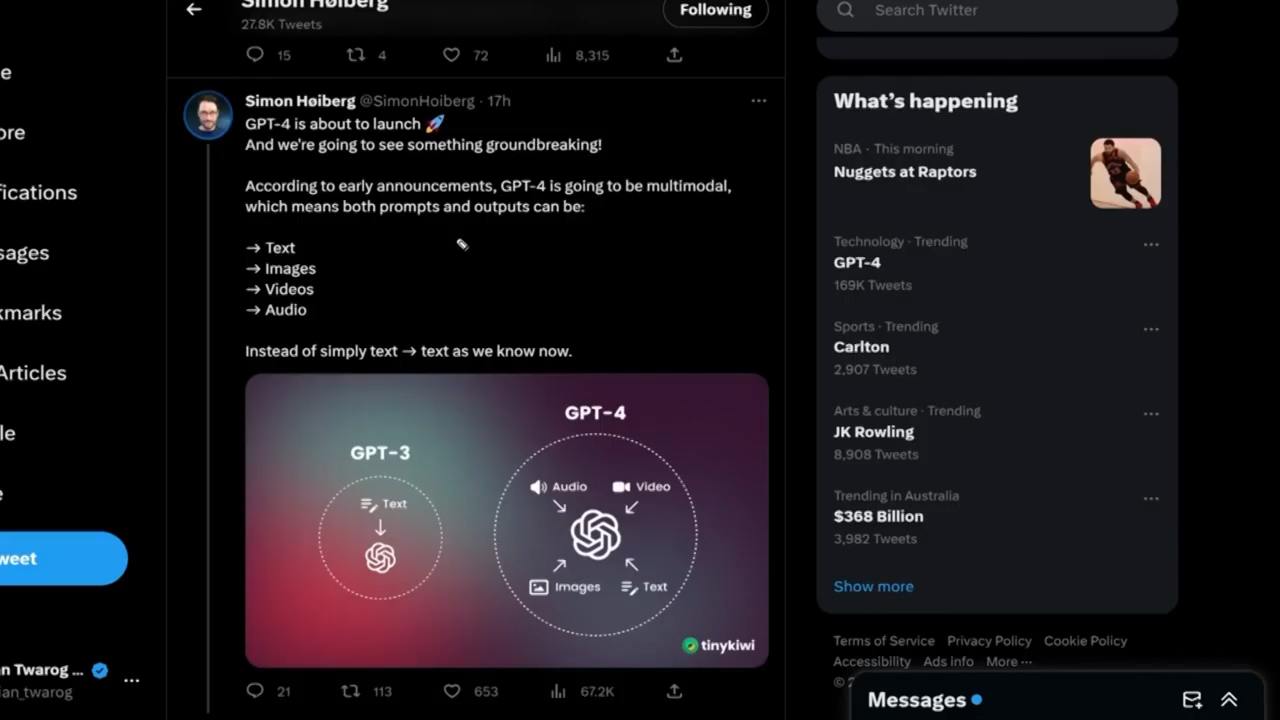 Simon Høiberg
27.8K Tweets
Following
15
4
72
8,315
Simon Høiberg @SimonHoiberg · 17h
GPT-4 is about to launch 🚀
And we're going to see something groundbreaking!
According to early announcements, GPT-4 is going to be multimodal,
which means both prompts and outputs can be:
→ Text
→ Images
→ Videos
→ Audio
Instead of simply text → text as we know now.
GPT-3
Text
GPT-4
Audio
Video
Images
Text
tinykiwi
21
113
653
67.2K
Search Twitter
What's happening
NBA · This morning
Nuggets at Raptors
Technology · Trending
GPT-4
169K Tweets
Sports · Trending
Carlton
2,907 Tweets
Arts & culture · Trending
JK Rowling
8,908 Tweets
Trending in Australia
$368 Billion
3,982 Tweets
Show more
Terms of Service Privacy Policy Cookie Policy
Accessibility Ads info More ···
©
Messages
e
ore
fications
sages
kmarks
Articles
le
e
weet
n Twarog ...
ian_twarog